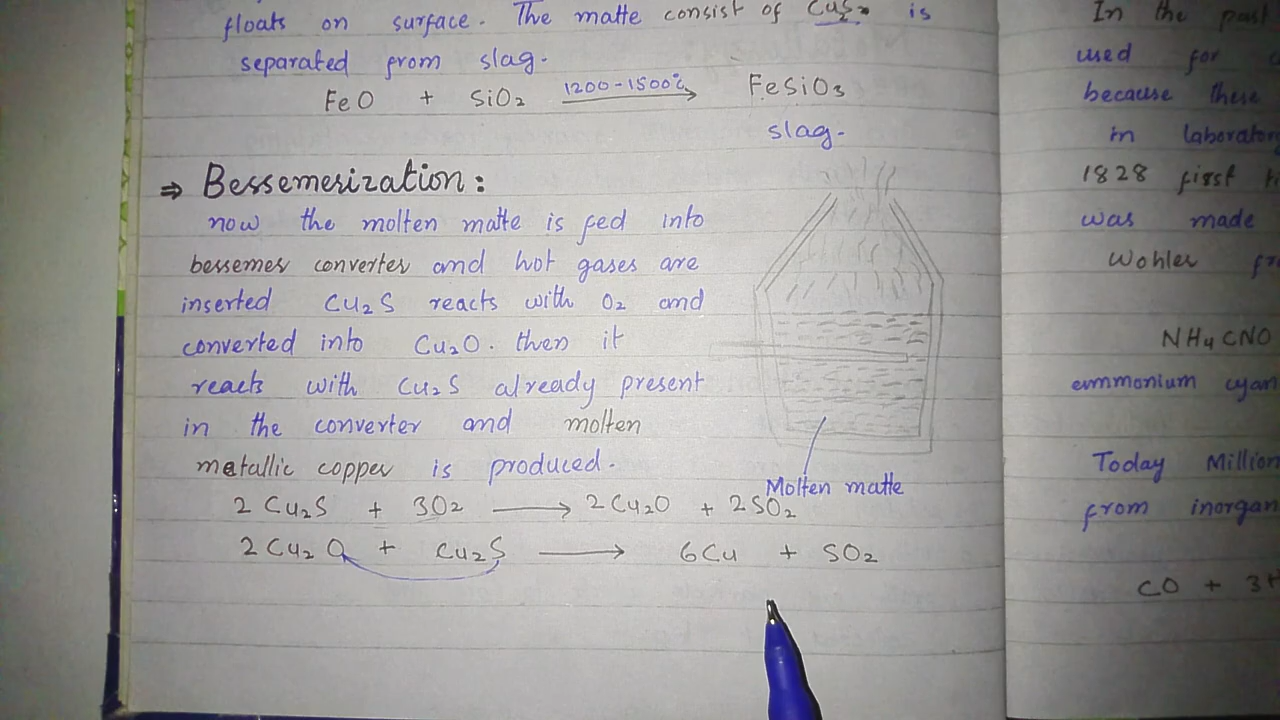 floats on surface. The matte consist of Cu2S is
separated from slag.
FeO + SiO2 1200-1500℃ → FeSiO3
slag.
⇒ Bessemerization:
now the molten matte is fed into
bessemer converter and hot gases are
inserted Cu2S reacts with O2 and
converted into Cu2O. then it
reacts with Cu2S already present
in the converter and molten
metallic copper is produced.
Molten matte
2 Cu2S + 3O2 → 2Cu2O + 2SO2
2Cu2O + Cu2S → 6Cu + SO2
In the past
used for
because these
in laborator
1828 first
was made
Wohler fr
NH4CNO
emmonium cyan
Today Million
from inorgan
CO + 3